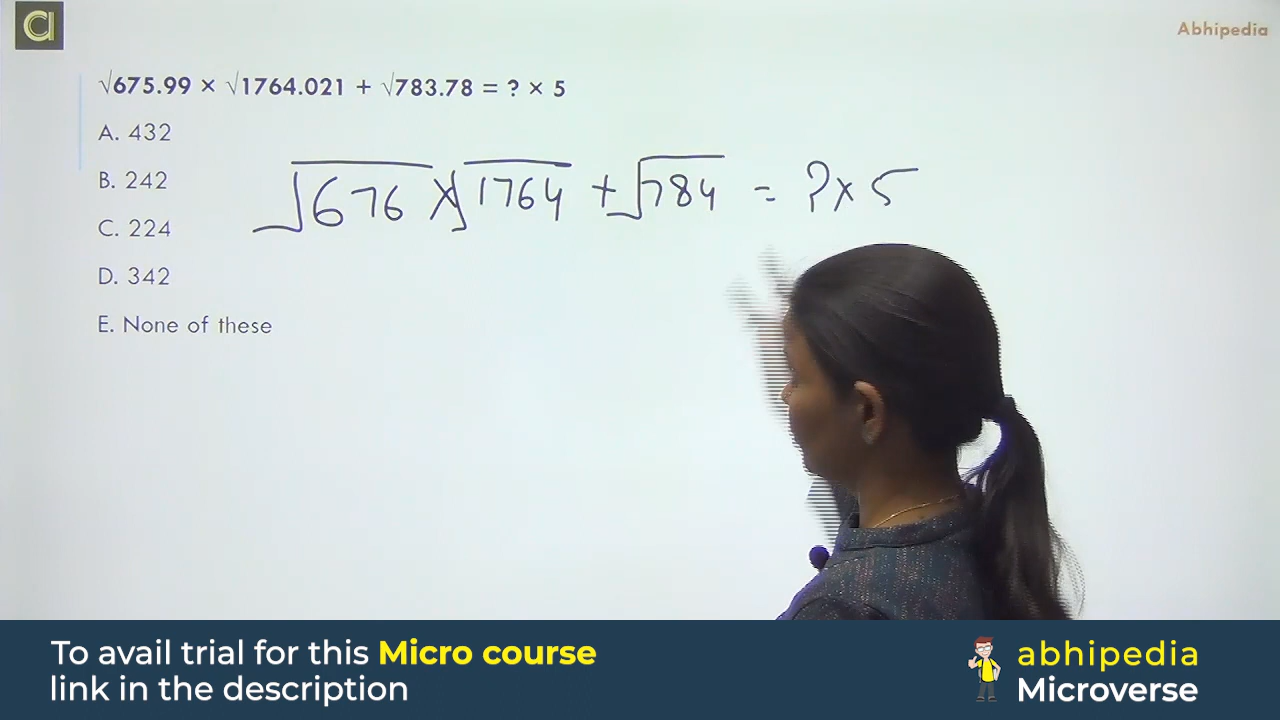 Abhipedia
√675.99 × √1764.021 + √783.78 = ? × 5
A. 432
B. 242
C. 224
D. 342
E. None of these
√676 × √1764 + √784 = ? × 5
To avail trial for this Micro course
link in the description
abhipedia
Microverse